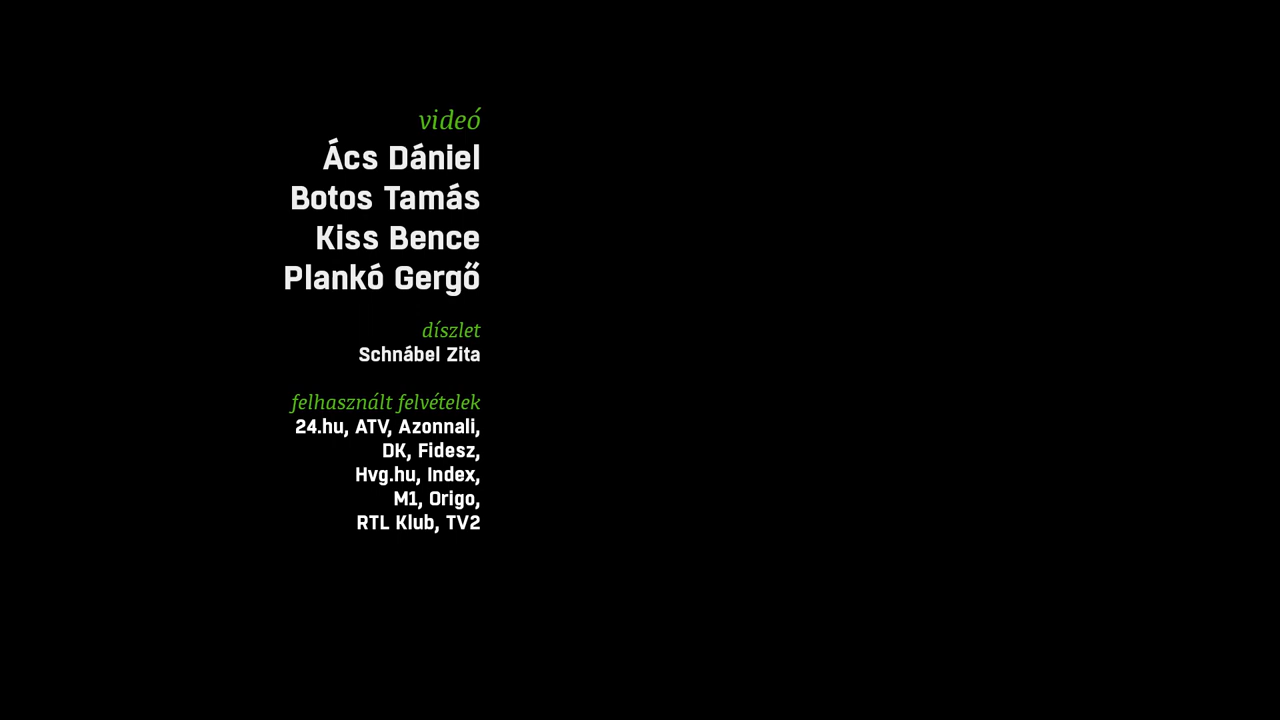 videó
Ács Dániel
Botos Tamás
Kiss Bence
Plankó Gergő
díszlet
Schnábel Zita
felhasznált felvételek
24.hu, ATV, Azonnali,
DK, Fidesz,
Hvg.hu, Index,
M1, Origo,
RTL Klub, TV2